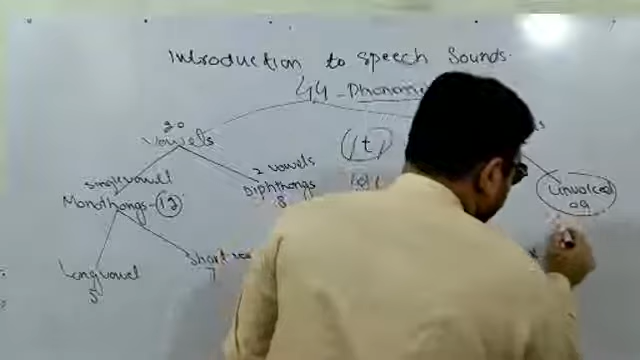 Introduction to speech Sounds.
44 - Phonemes
20
vowels
/t/
single vowel
2 vowels
Monothongs - 12
Diphthongs
8
unvoiced
09
Long vowel
5
Short
7